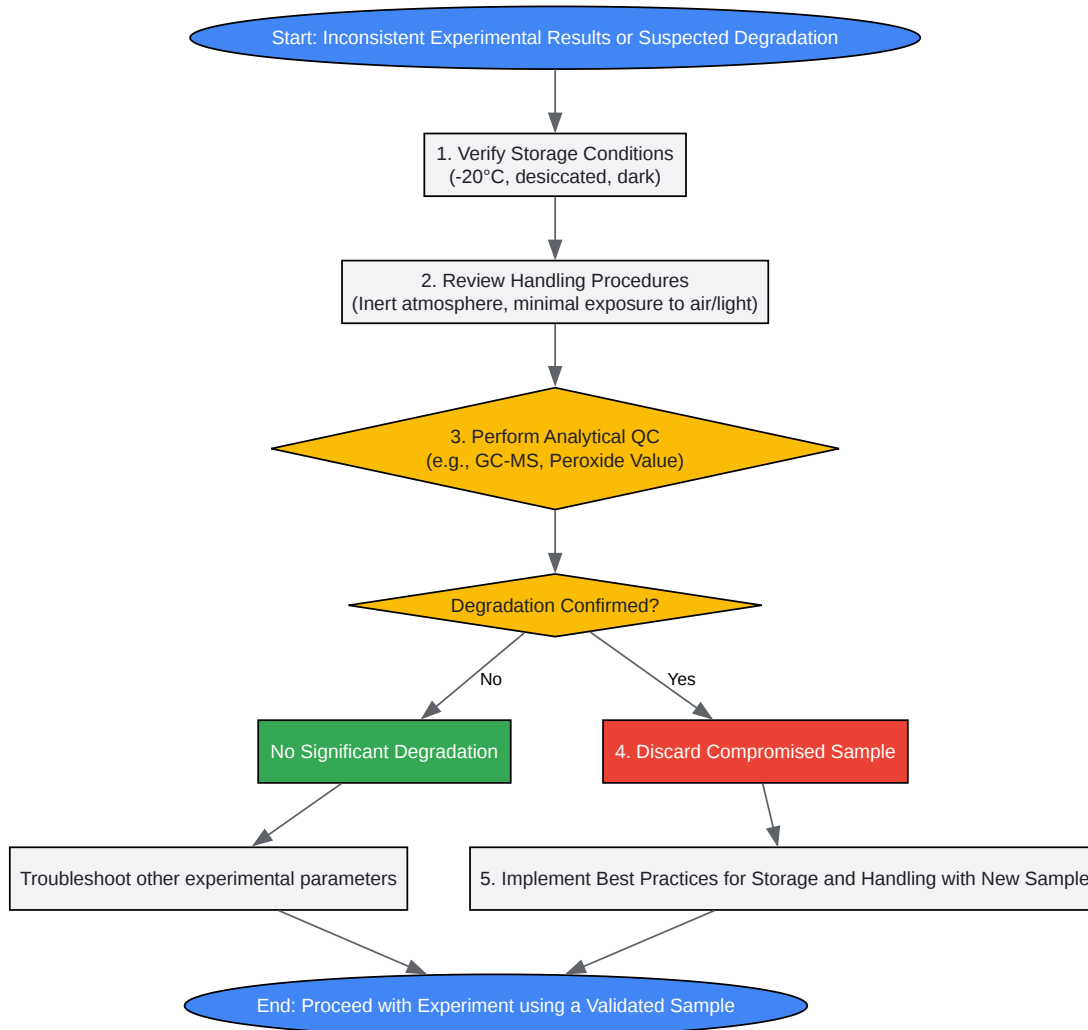 Start: Inconsistent Experimental Results or Suspected Degradation
1. Verify Storage Conditions
(-20°C, desiccated, dark)
2. Review Handling Procedures
(Inert atmosphere, minimal exposure to air/light)
3. Perform Analytical QC
(e.g., GC-MS, Peroxide Value)
Degradation Confirmed?
No
Yes
No Significant Degradation
4. Discard Compromised Sample
Troubleshoot other experimental parameters
5. Implement Best Practices for Storage and Handling with New Sample
End: Proceed with Experiment using a Validated Sample